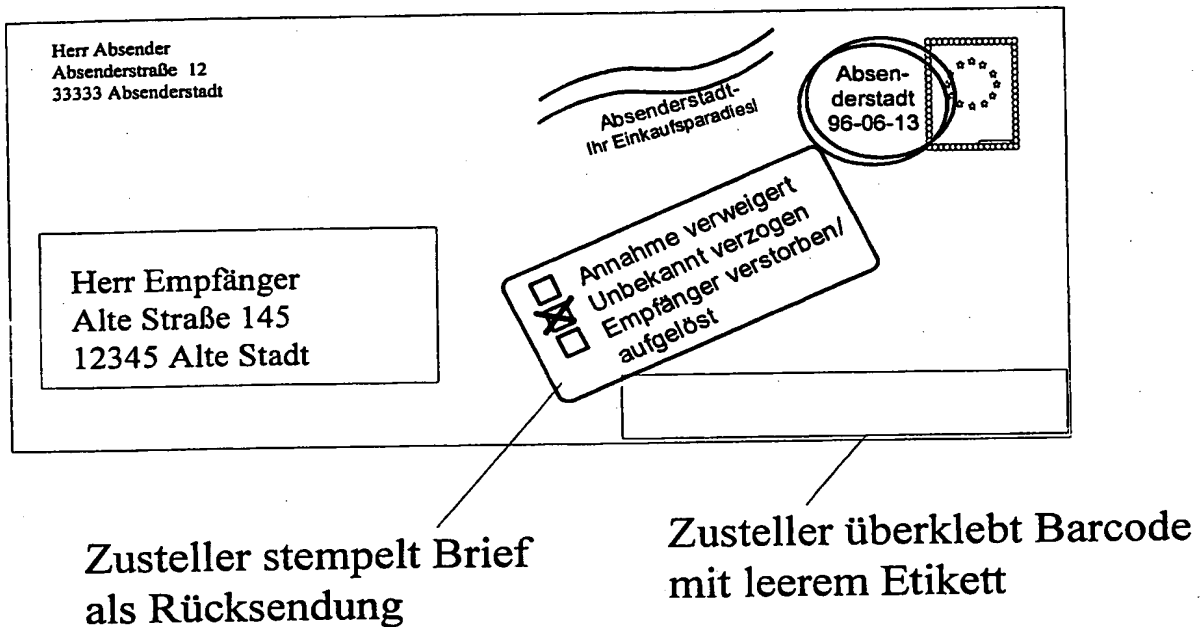 Herr Absender
Absenderstraße 12
33333 Absenderstadt
Absenderstadt-
Ihr Einkaufsparadies!
Absen-
derstadt
96-06-13
Annahme verweigert
Unbekannt verzogen
Empfänger verstorben/
aufgelöst
Herr Empfänger
Alte Straße 145
12345 Alte Stadt
Zusteller stempelt Brief
als Rücksendung
Zusteller überklebt Barcode
mit leerem Etikett